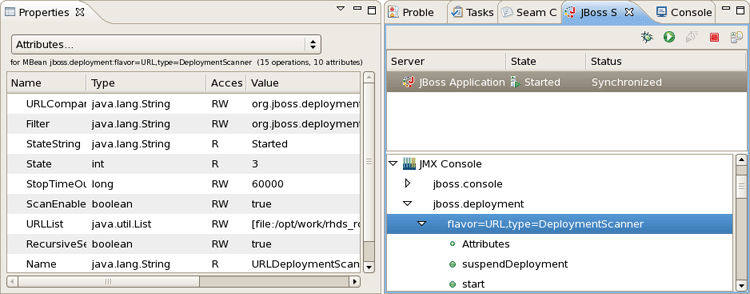 Properties
Attributes...
for MBean jboss.deployment:flavor=URL,type=DeploymentScanner (15 operations, 10 attributes)
Name Type Acces Value
URLCompar java.lang.String RW org.jboss.deployment
Filter java.lang.String RW org.jboss.deployment
StateString java.lang.String R Started
State int R 3
StopTimeOu long RW 60000
ScanEnable boolean RW true
URLList java.util.List RW [file:/opt/work/rhds_ro
RecursiveSe boolean RW true
Name java.lang.String R URLDeploymentScan
Proble Tasks Seam C JBoss S Console
Server State Status
JBoss Application Started Synchronized
JMX Console
jboss.console
jboss.deployment
flavor=URL,type=DeploymentScanner
Attributes
suspendDeployment
start